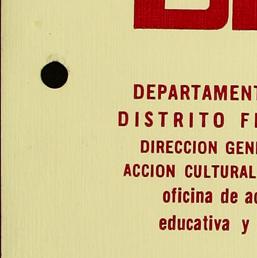 DEPARTAMENT
DISTRITO F
DIRECCION GEN
ACCION CULTURAL
oficina de a
educativa y